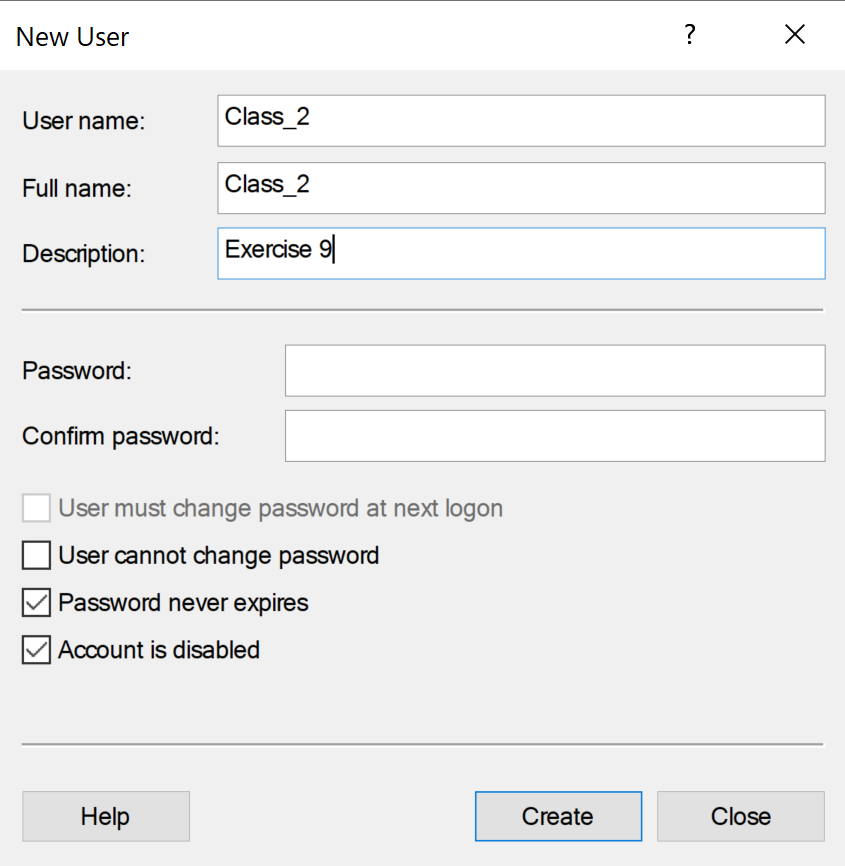 New User ?
User name: Class_2
Full name: Class_2
Description: Exercise 9
Password:
Confirm password:
User must change password at next logon
User cannot change password
Password never expires
Account is disabled
Help Create Close